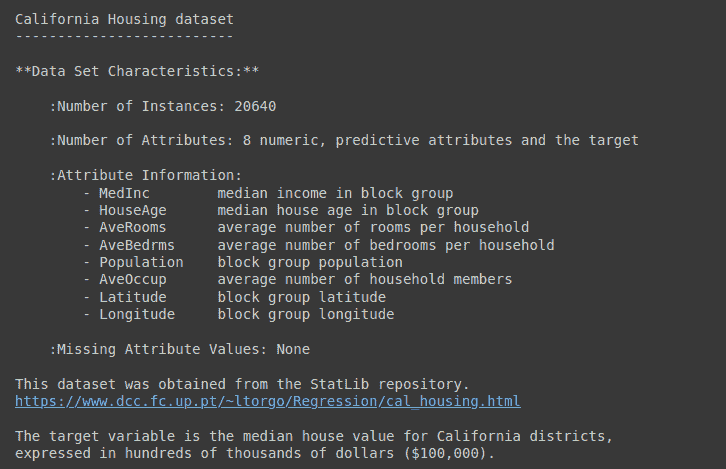 California Housing dataset
--------------------------
**Data Set Characteristics:**
:Number of Instances: 20640
:Number of Attributes: 8 numeric, predictive attributes and the target
:Attribute Information:
- MedInc        median income in block group
- HouseAge      median house age in block group
- AveRooms      average number of rooms per household
- AveBedrms     average number of bedrooms per household
- Population    block group population
- AveOccup      average number of household members
- Latitude      block group latitude
- Longitude     block group longitude
:Missing Attribute Values: None
This dataset was obtained from the StatLib repository.
https://www.dcc.fc.up.pt/~ltorgo/Regression/cal_housing.html
The target variable is the median house value for California districts,
expressed in hundreds of thousands of dollars ($100,000).